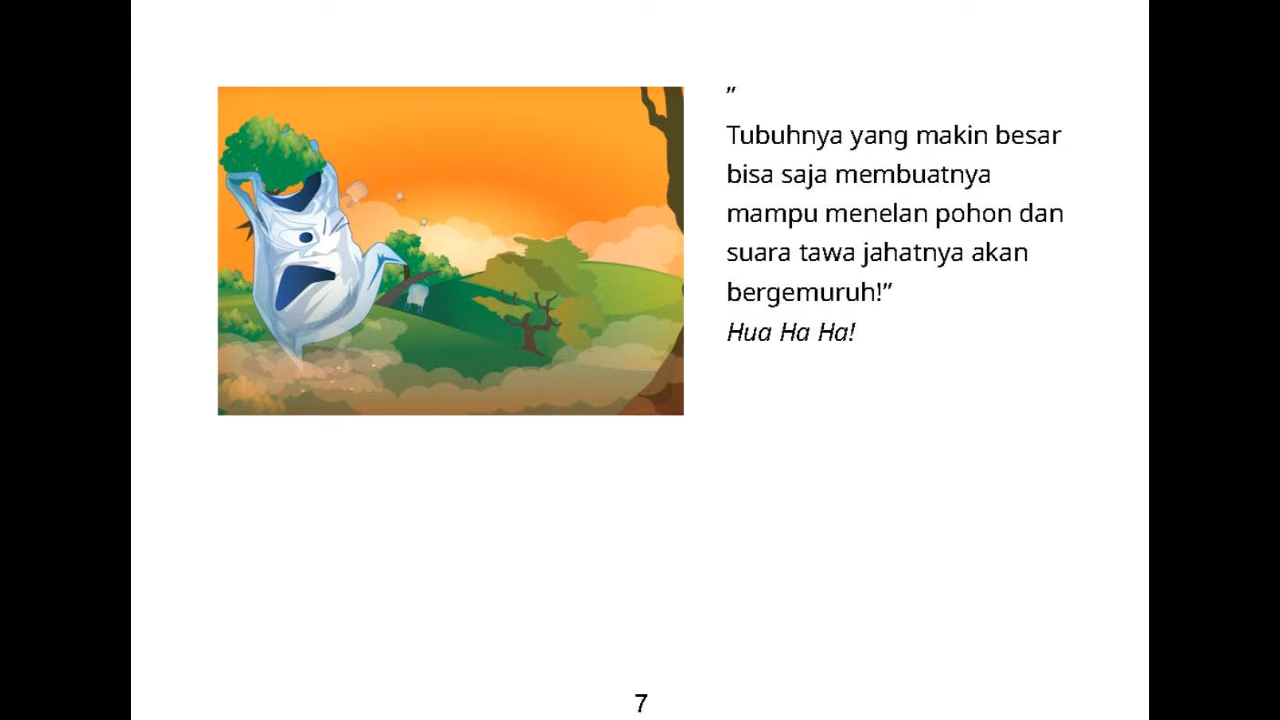 ”
Tubuhnya yang makin besar
bisa saja membuatnya
mampu menelan pohon dan
suara tawa jahatnya akan
bergemuruh!”
Hua Ha Ha!
7